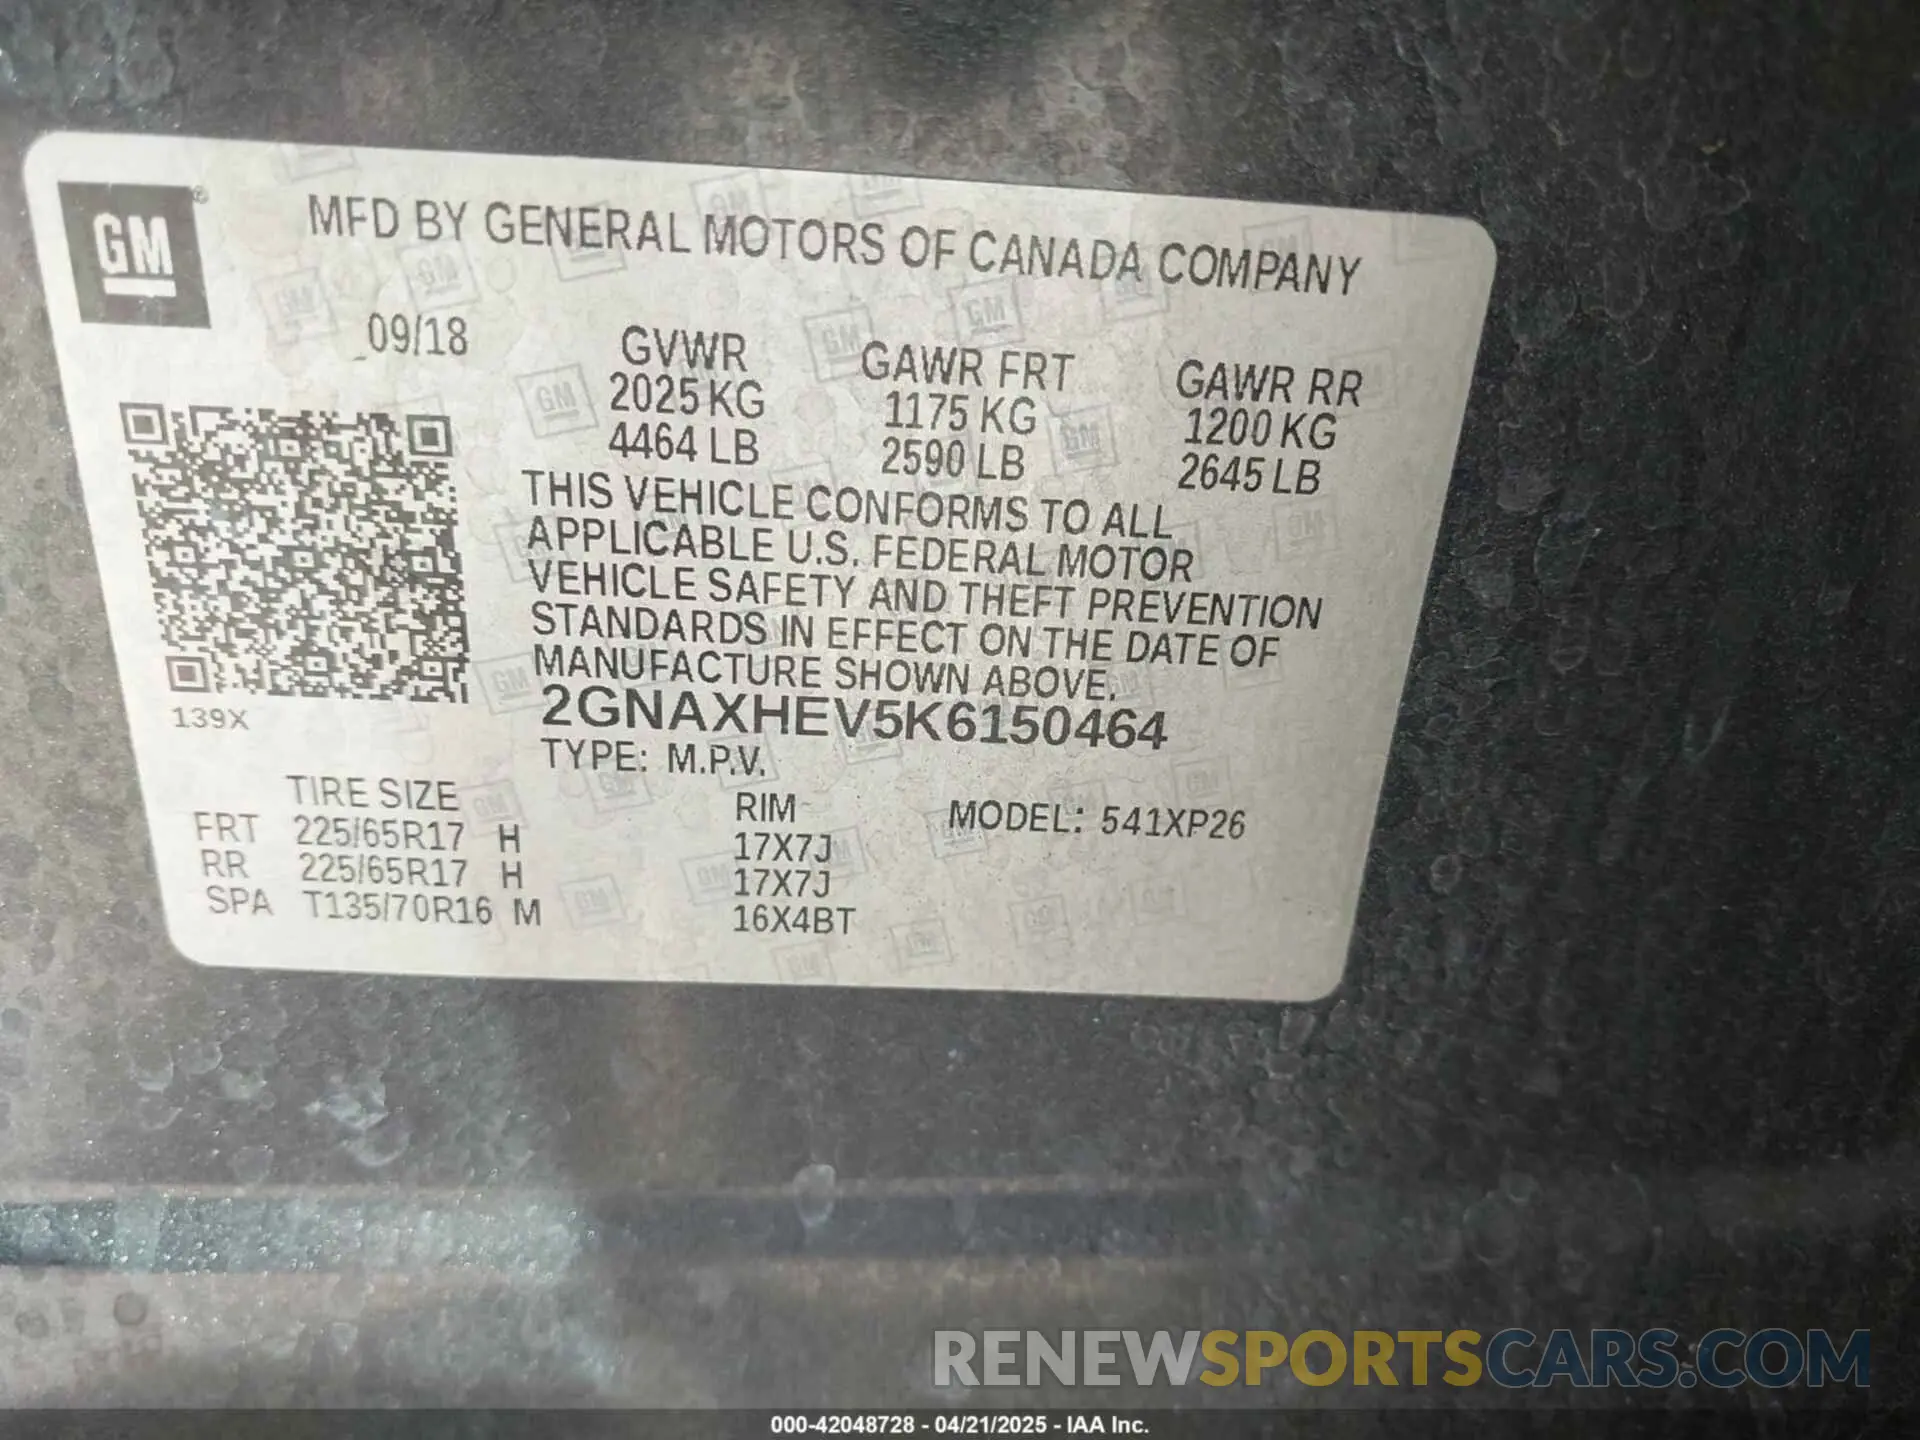 GM ®
MFD BY GENERAL MOTORS OF CANADA COMPANY
09/18
GVWR GAWR FRT GAWR RR
2025 KG 1175 KG 1200 KG
4464 LB 2590 LB 2645 LB
THIS VEHICLE CONFORMS TO ALL
APPLICABLE U.S. FEDERAL MOTOR
VEHICLE SAFETY AND THEFT PREVENTION
STANDARDS IN EFFECT ON THE DATE OF
MANUFACTURE SHOWN ABOVE.
2GNAXHEV5K6150464
139X
TYPE: M.P.V.
TIRE SIZE RIM MODEL: 541XP26
FRT 225/65R17 H 17X7J
RR 225/65R17 H 17X7J
SPA T135/70R16 M 16X4BT
RENEWSPORTSCARS.COM
000-42048728 - 04/21/2025 - IAA Inc.